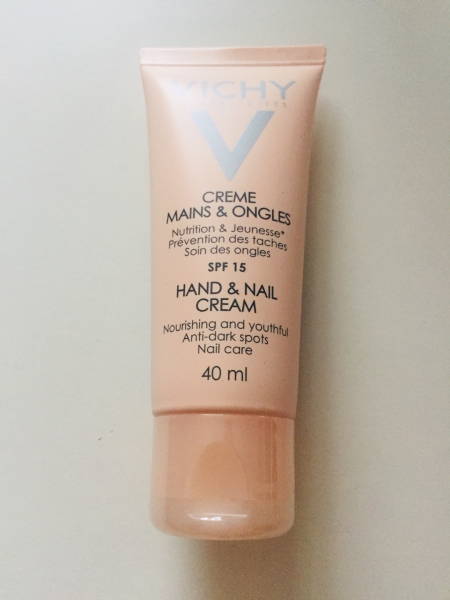 VICHY
LABORATOIRES
V
CREME
MAINS & ONGLES
Nutrition & Jeunesse*
Prévention des taches
Soin des ongles
SPF 15
HAND & NAIL
CREAM
Nourishing and youthful
Anti-dark spots
Nail care
40 ml